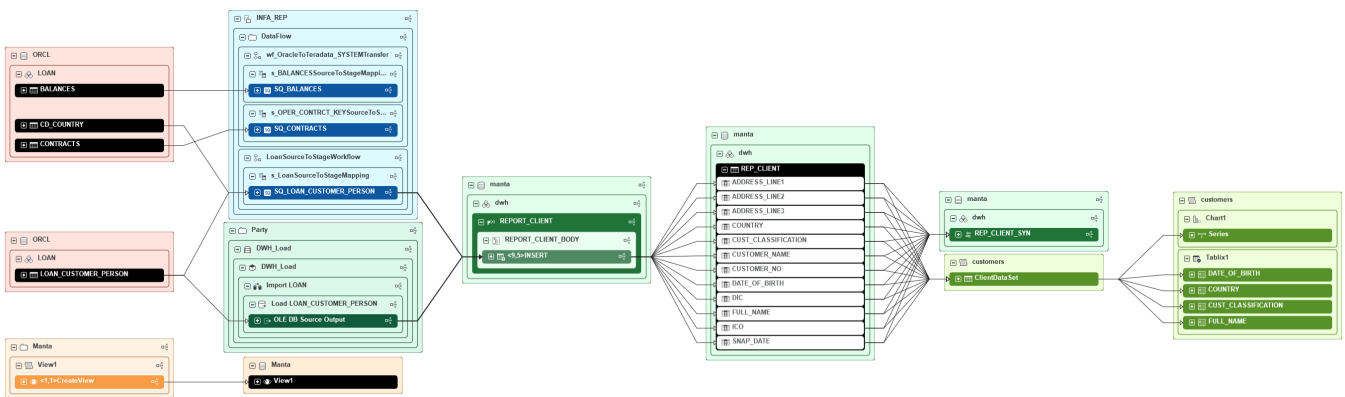 ORCL
LOAN
BALANCES
CD_COUNTRY
CONTRACTS
ORCL
LOAN
LOAN_CUSTOMER_PERSON
Manta
View1
<1,1>CreateView
INFA_REP
DataFlow
wf_OracleToTeradata_SYSTEMTransfer
s_BALANCESSourceToStageMappi...
SQ_BALANCES
s_OPER_CONTRCT_KEYSourceToS...
SQ_CONTRACTS
LoanSourceToStageWorkflow
s_LoanSourceToStageMapping
SQ_LOAN_CUSTOMER_PERSON
Party
DWH_Load
DWH_Load
Import LOAN
Load LOAN_CUSTOMER_PERSON
OLE DB Source Output
Manta
View1
manta
dwh
REPORT_CLIENT
REPORT_CLIENT_BODY
<9,5>INSERT
manta
dwh
REP_CLIENT
ADDRESS_LINE1
ADDRESS_LINE2
ADDRESS_LINE3
COUNTRY
CUST_CLASSIFICATION
CUSTOMER_NAME
CUSTOMER_NO
DATE_OF_BIRTH
DIC
FULL_NAME
ICO
SNAP_DATE
manta
dwh
REP_CLIENT_SYN
customers
ClientDataSet
customers
Chart1
Series
Tablix1
DATE_OF_BIRTH
COUNTRY
CUST_CLASSIFICATION
FULL_NAME